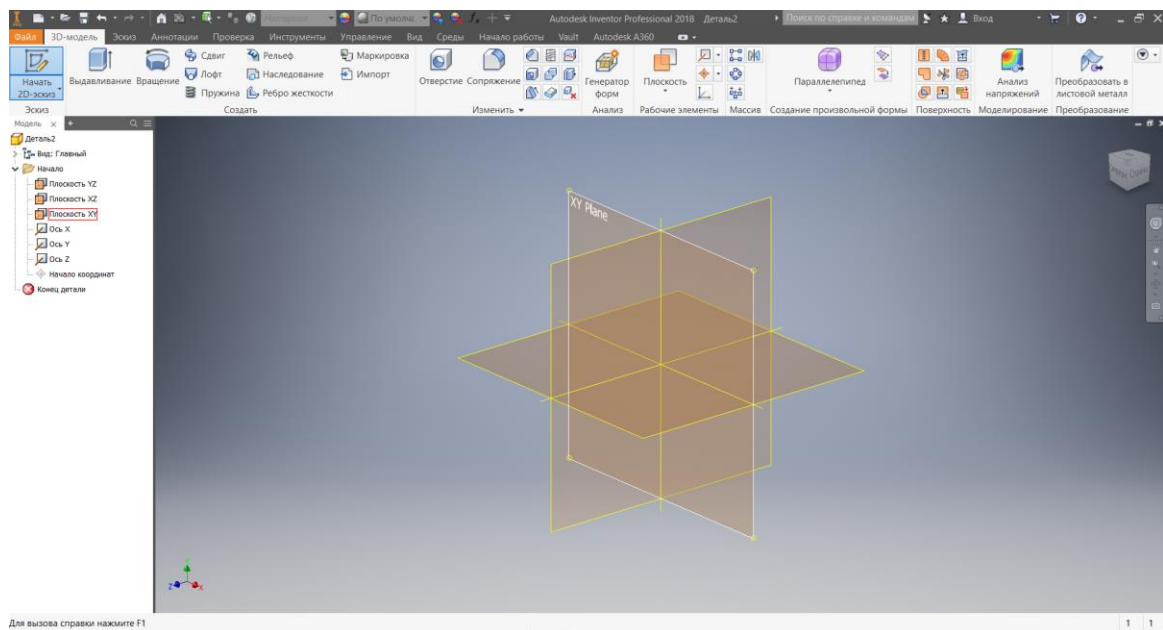 Материал
По умолч
Autodesk Inventor Professional 2018 Деталь2
Поиск по справке и командам
Вход
Файл 3D-модель Эскиз Аннотации Проверка Инструменты Управление Вид Среды Начало работы Vault Autodesk A360
Начать 2D-эскиз
Выдавливание Вращение
Сдвиг Рельеф Маркировка
Лофт Наследование Импорт
Пружина Ребро жесткости
Отверстие Сопряжение
Генератор форм
Плоскость
Параллелепипед
Анализ напряжений
Преобразовать в листовой металл
Эскиз Создать Изменить Анализ Рабочие элементы Массив Создание произвольной формы Поверхность Моделирование Преобразование
Модель × +
Деталь2
Вид: Главный
Начало
Плоскость YZ
Плоскость XZ
Плоскость XY
Ось X
Ось Y
Ось Z
Начало координат
Конец детали
XY Plane
Z X
Для вызова справки нажмите F1
1 1